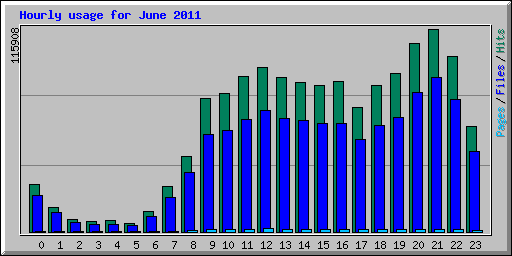 Hourly usage for June 2011
115908
Pages / Files / Hits
0 1 2 3 4 5 6 7 8 9 10 11 12 13 14 15 16 17 18 19 20 21 22 23